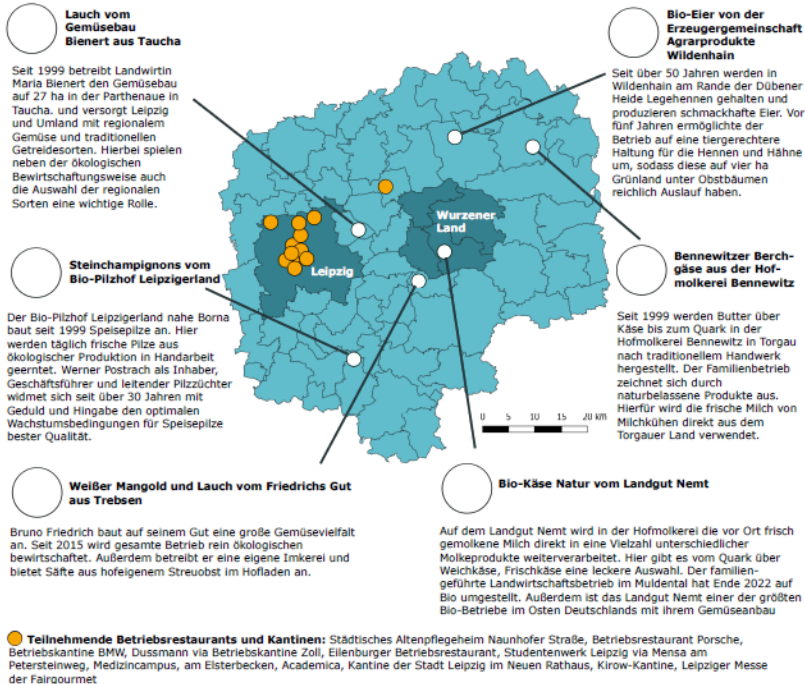 Lauch vom
Gemüsebau
Bienert aus Taucha
Seit 1999 betreibt Landwirtin
Maria Bienert den Gemüsebau
auf 27 ha in der Parthenaue in
Taucha. und versorgt Leipzig
und Umland mit regionalem
Gemüse und traditionellen
Getreidesorten. Hierbei spielen
neben der ökologischen
Bewirtschaftungsweise auch
die Auswahl der regionalen
Sorten eine wichtige Rolle.
Bio-Eier von der
Erzeugergemeinschaft
Agrarprodukte
Wildenhain
Seit über 50 Jahren werden in
Wildenhain am Rande der Dübener
Heide Legehennen gehalten und
produzieren schmackhafte Eier. Vor
fünf Jahren ermöglichte der
Betrieb auf eine tiergerechtere
Haltung für die Hennen und Hähne
um, sodass diese auf vier ha
Grünland unter Obstbäumen
reichlich Auslauf haben.
Wurzener
Land
Leipzig
Steinchampignons vom
Bio-Pilzhof Leipzigerland
Der Bio-Pilzhof Leipzigerland nahe Borna
baut seit 1999 Speisepilze an. Hier
werden täglich frische Pilze aus
ökologischer Produktion in Handarbeit
geerntet. Werner Postrach als Inhaber,
Geschäftsführer und leitender Pilzzüchter
widmet sich seit über 30 Jahren mit
Geduld und Hingabe den optimalen
Wachstumsbedingungen für Speisepilze
bester Qualität.
Bennewitzer Berch-
gäse aus der Hof-
molkerei Bennewitz
Seit 1999 werden Butter über
Käse bis zum Quark in der
Hofmolkerei Bennewitz in Torgau
nach traditionellem Handwerk
hergestellt. Der Familienbetrieb
zeichnet sich durch
naturbelassene Produkte aus.
Hierfür wird die frische Milch von
Milchkühen direkt aus dem
Torgauer Land verwendet.
0 5 10 15 20 km
Weißer Mangold und Lauch vom Friedrichs Gut
aus Trebsen
Bruno Friedrich baut auf seinem Gut eine große Gemüsevielfalt
an. Seit 2015 wird gesamte Betrieb rein ökologischen
bewirtschaftet. Außerdem betreibt er eine eigene Imkerei und
bietet Säfte aus hofeigenem Streuobst im Hofladen an.
Bio-Käse Natur vom Landgut Nemt
Auf dem Landgut Nemt wird in der Hofmolkerei die vor Ort frisch
gemolkene Milch direkt in eine Vielzahl unterschiedlicher
Molkeprodukte weiterverarbeitet. Hier gibt es vom Quark über
Weichkäse, Frischkäse eine leckere Auswahl. Der familien-
geführte Landwirtschaftsbetrieb im Muldental hat Ende 2022 auf
Bio umgestellt. Außerdem ist das Landgut Nemt einer der größten
Bio-Betriebe im Osten Deutschlands mit ihrem Gemüseanbau
Teilnehmende Betriebsrestaurants und Kantinen: Städtisches Altenpflegeheim Naunhofer Straße, Betriebsrestaurant Porsche,
Betriebskantine BMW, Dussmann via Betriebskantine Zoll, Eilenburger Betriebsrestaurant, Studentenwerk Leipzig via Mensa am
Petersteinweg, Medizincampus, am Elsterbecken, Academica, Kantine der Stadt Leipzig im Neuen Rathaus, Kirow-Kantine, Leipziger Messe
der Fairgourmet